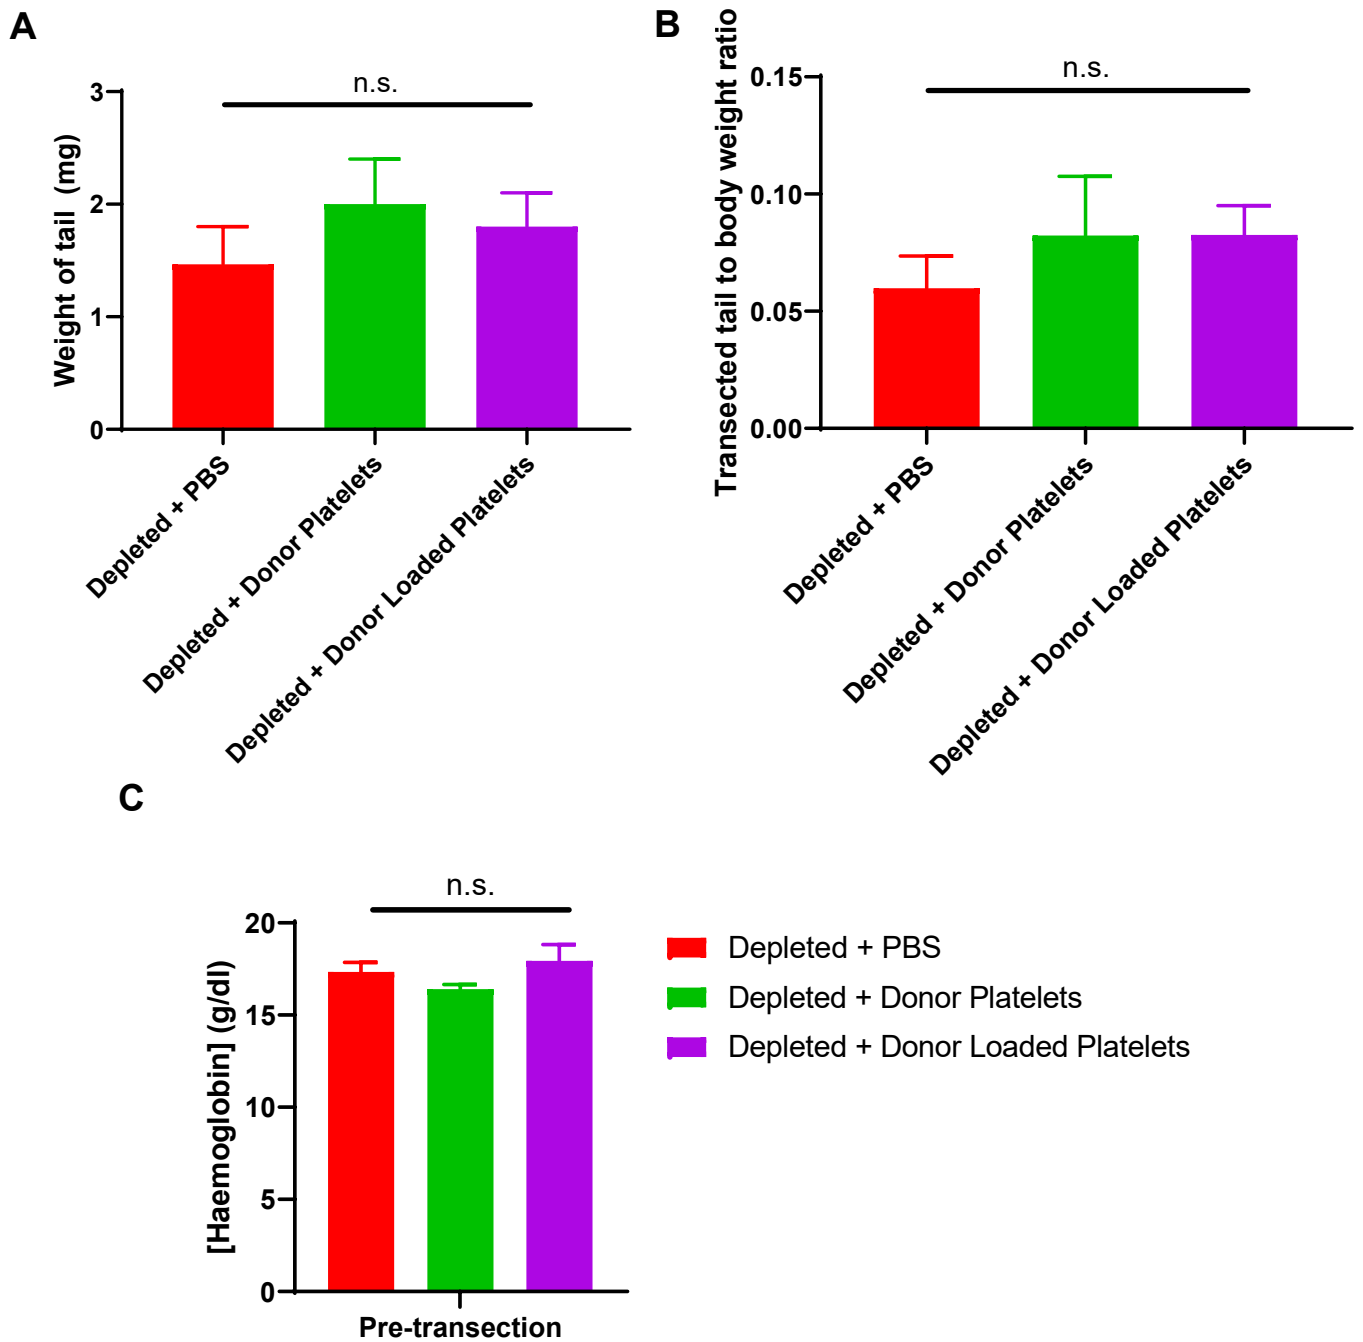 A
n.s.
3
2
1
0
Weight of tail (mg)
Depleted + PBS
Depleted + Donor Platelets
Depleted + Donor Loaded Platelets
B
n.s.
0.15
0.10
0.05
0.00
Transected tail to body weight ratio
Depleted + PBS
Depleted + Donor Platelets
Depleted + Donor Loaded Platelets
C
n.s.
20
15
10
5
0
[Haemoglobin] (g/dl)
Pre-transection
Depleted + PBS
Depleted + Donor Platelets
Depleted + Donor Loaded Platelets